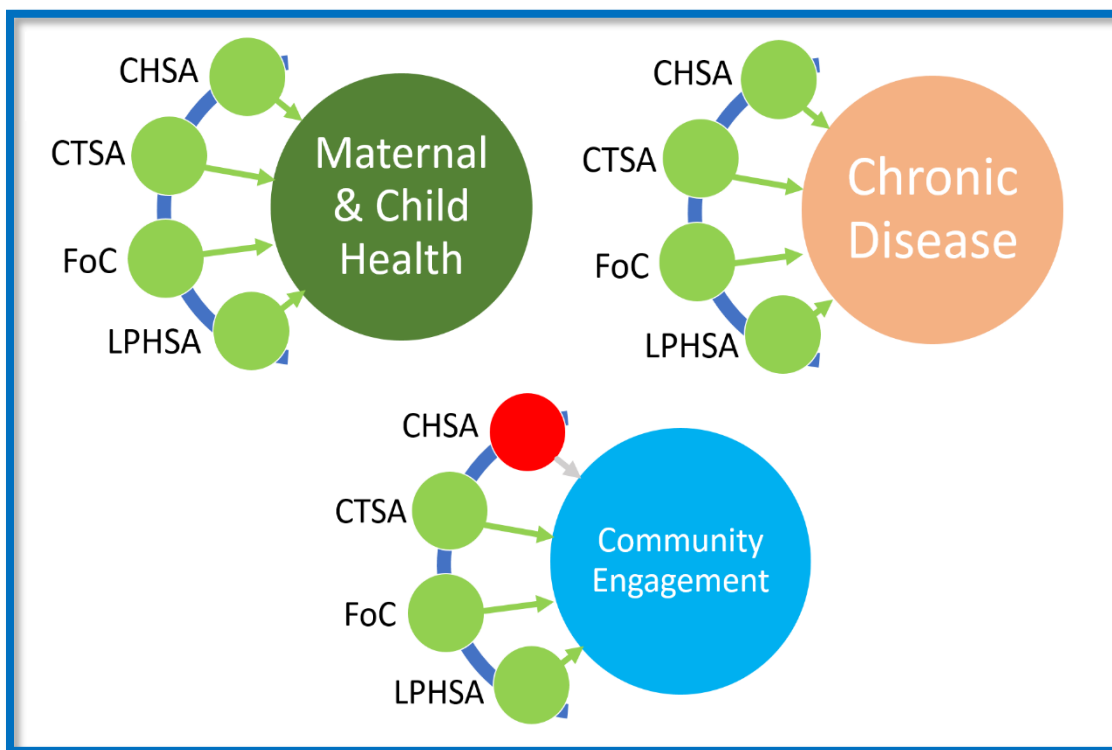 CHSA
CTSA
FoC
LPHSA
Maternal
& Child
Health
CHSA
CTSA
FoC
LPHSA
Chronic
Disease
CHSA
CTSA
FoC
LPHSA
Community
Engagement